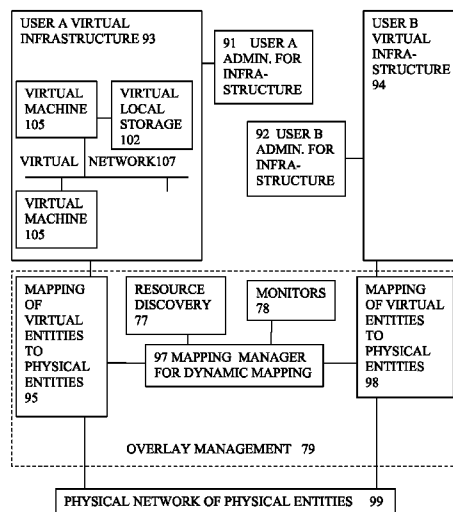 USER A VIRTUAL
INFRASTRUCTURE 93
VIRTUAL
MACHINE
105
VIRTUAL
LOCAL
STORAGE
102
VIRTUAL NETWORK107
VIRTUAL
MACHINE
105
91 USER A
ADMIN. FOR
INFRA-
STRUCTURE
92 USER B
ADMIN. FOR
INFRA-
STRUCTURE
USER B
VIRTUAL
INFRA-
STRUCTURE
94
MAPPING
OF
VIRTUAL
ENTITIES
TO
PHYSICAL
ENTITIES
95
RESOURCE
DISCOVERY
77
MONITORS
78
97 MAPPING MANAGER
FOR DYNAMIC MAPPING
MAPPING
OF VIRTUAL
ENTITIES
TO
PHYSICAL
ENTITIES
98
OVERLAY MANAGEMENT 79
PHYSICAL NETWORK OF PHYSICAL ENTITIES 99